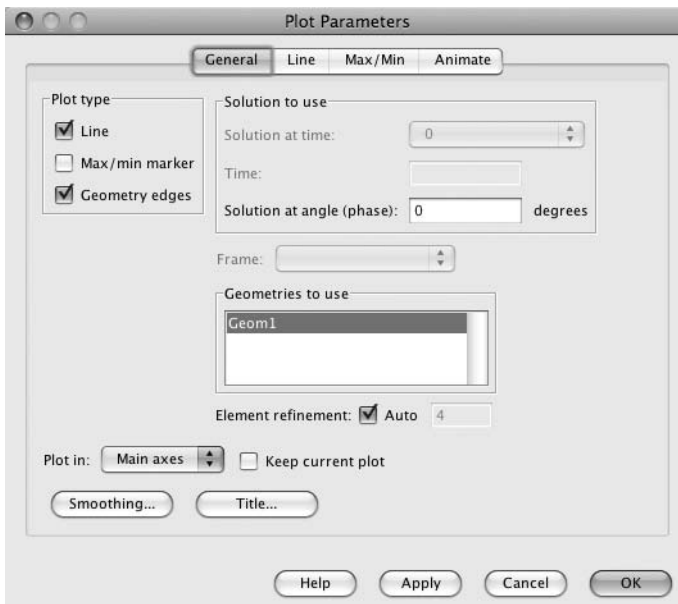 Plot Parameters
General Line Max/Min Animate
Plot type
Line
Max/min marker
Geometry edges
Solution to use
Solution at time: 0
Time:
Solution at angle (phase): 0 degrees
Frame:
Geometries to use
Geom1
Element refinement: Auto 4
Plot in: Main axes Keep current plot
Smoothing... Title...
Help Apply Cancel OK